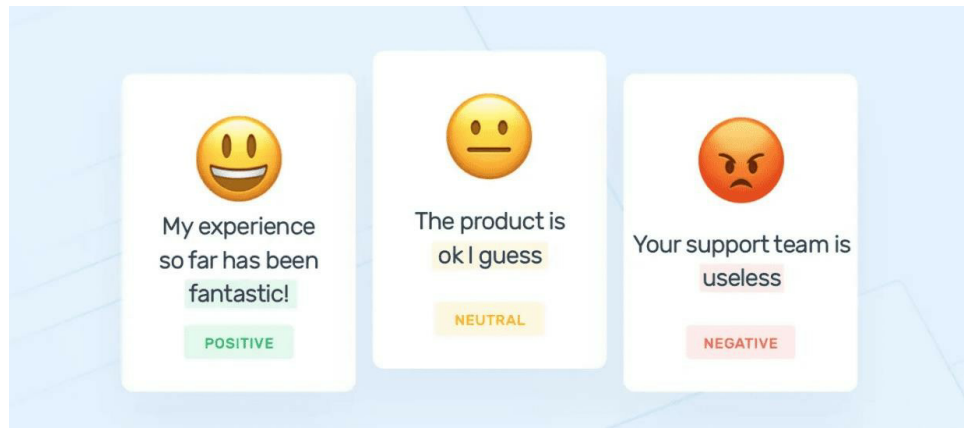 My experience
so far has been
fantastic!
POSITIVE
The product is
ok I guess
NEUTRAL
Your support team is
useless
NEGATIVE